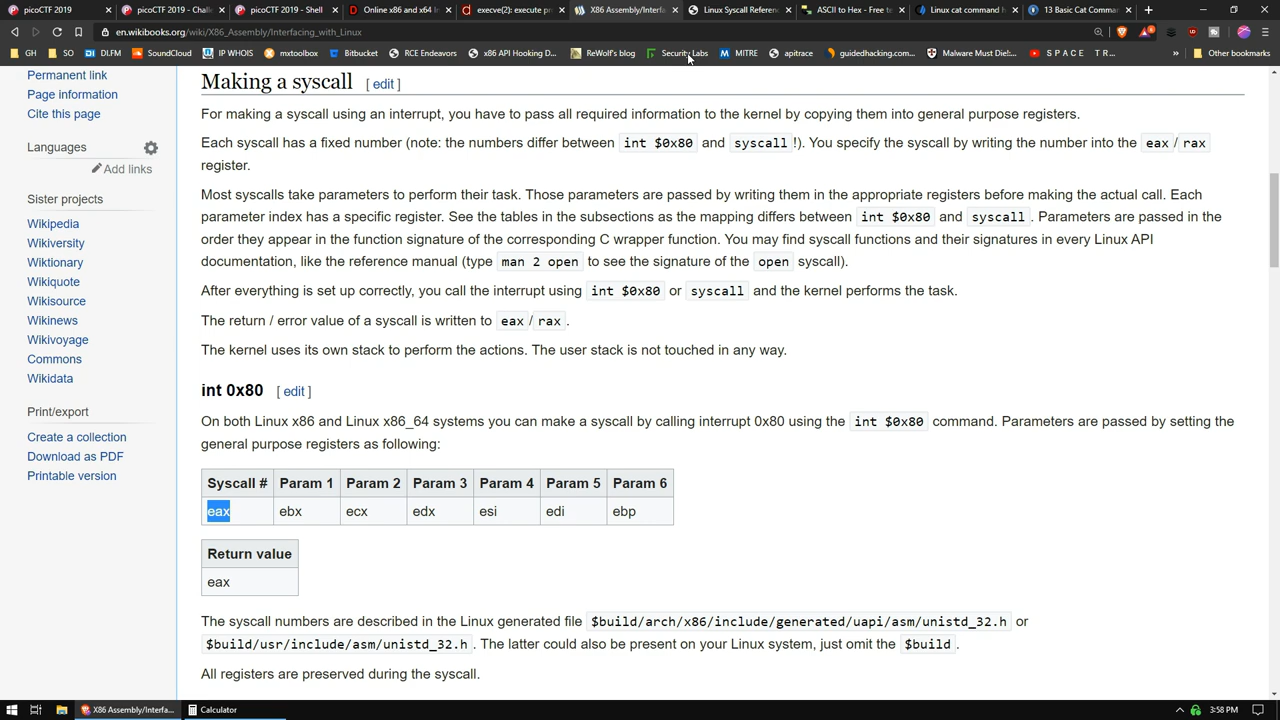 picoCTF 2019
picoCTF 2019 - Chall
picoCTF 2019 - Shell
Online x86 and x64 I
execve(2): execute pr
X86 Assembly/Interfa
Linux Syscall Refere
ASCII to Hex - Free t
Linux cat command h
13 Basic Cat Comman
en.wikibooks.org/wiki/X86_Assembly/Interfacing_with_Linux
GH
SO
DLFM
SoundCloud
IP WHOIS
mxtoolbox
Bitbucket
RCE Endeavors
x86 API Hooking D...
ReWolf's blog
Security Labs
MITRE
apitrace
guidedhacking.com...
Malware Must Die!:...
S P A C E T R...
»
Other bookmarks
Permanent link
Page information
Cite this page
Languages
Add links
Sister projects
Wikipedia
Wikiversity
Wiktionary
Wikiquote
Wikisource
Wikinews
Wikivoyage
Commons
Wikidata
Print/export
Create a collection
Download as PDF
Printable version
Making a syscall [ edit ]
For making a syscall using an interrupt, you have to pass all required information to the kernel by copying them into general purpose registers.
Each syscall has a fixed number (note: the numbers differ between int $0x80 and syscall !). You specify the syscall by writing the number into the eax / rax
register.
Most syscalls take parameters to perform their task. Those parameters are passed by writing them in the appropriate registers before making the actual call. Each
parameter index has a specific register. See the tables in the subsections as the mapping differs between int $0x80 and syscall . Parameters are passed in the
order they appear in the function signature of the corresponding C wrapper function. You may find syscall functions and their signatures in every Linux API
documentation, like the reference manual (type man 2 open to see the signature of the open syscall).
After everything is set up correctly, you call the interrupt using int $0x80 or syscall and the kernel performs the task.
The return / error value of a syscall is written to eax / rax .
The kernel uses its own stack to perform the actions. The user stack is not touched in any way.
int 0x80 [ edit ]
On both Linux x86 and Linux x86_64 systems you can make a syscall by calling interrupt 0x80 using the int $0x80 command. Parameters are passed by setting the
general purpose registers as following:
Syscall # Param 1 Param 2 Param 3 Param 4 Param 5 Param 6
eax ebx ecx edx esi edi ebp
Return value
eax
The syscall numbers are described in the Linux generated file $build/arch/x86/include/generated/uapi/asm/unistd_32.h or
$build/usr/include/asm/unistd_32.h . The latter could also be present on your Linux system, just omit the $build .
All registers are preserved during the syscall.
X86 Assembly/Interfa...
Calculator
3:58 PM